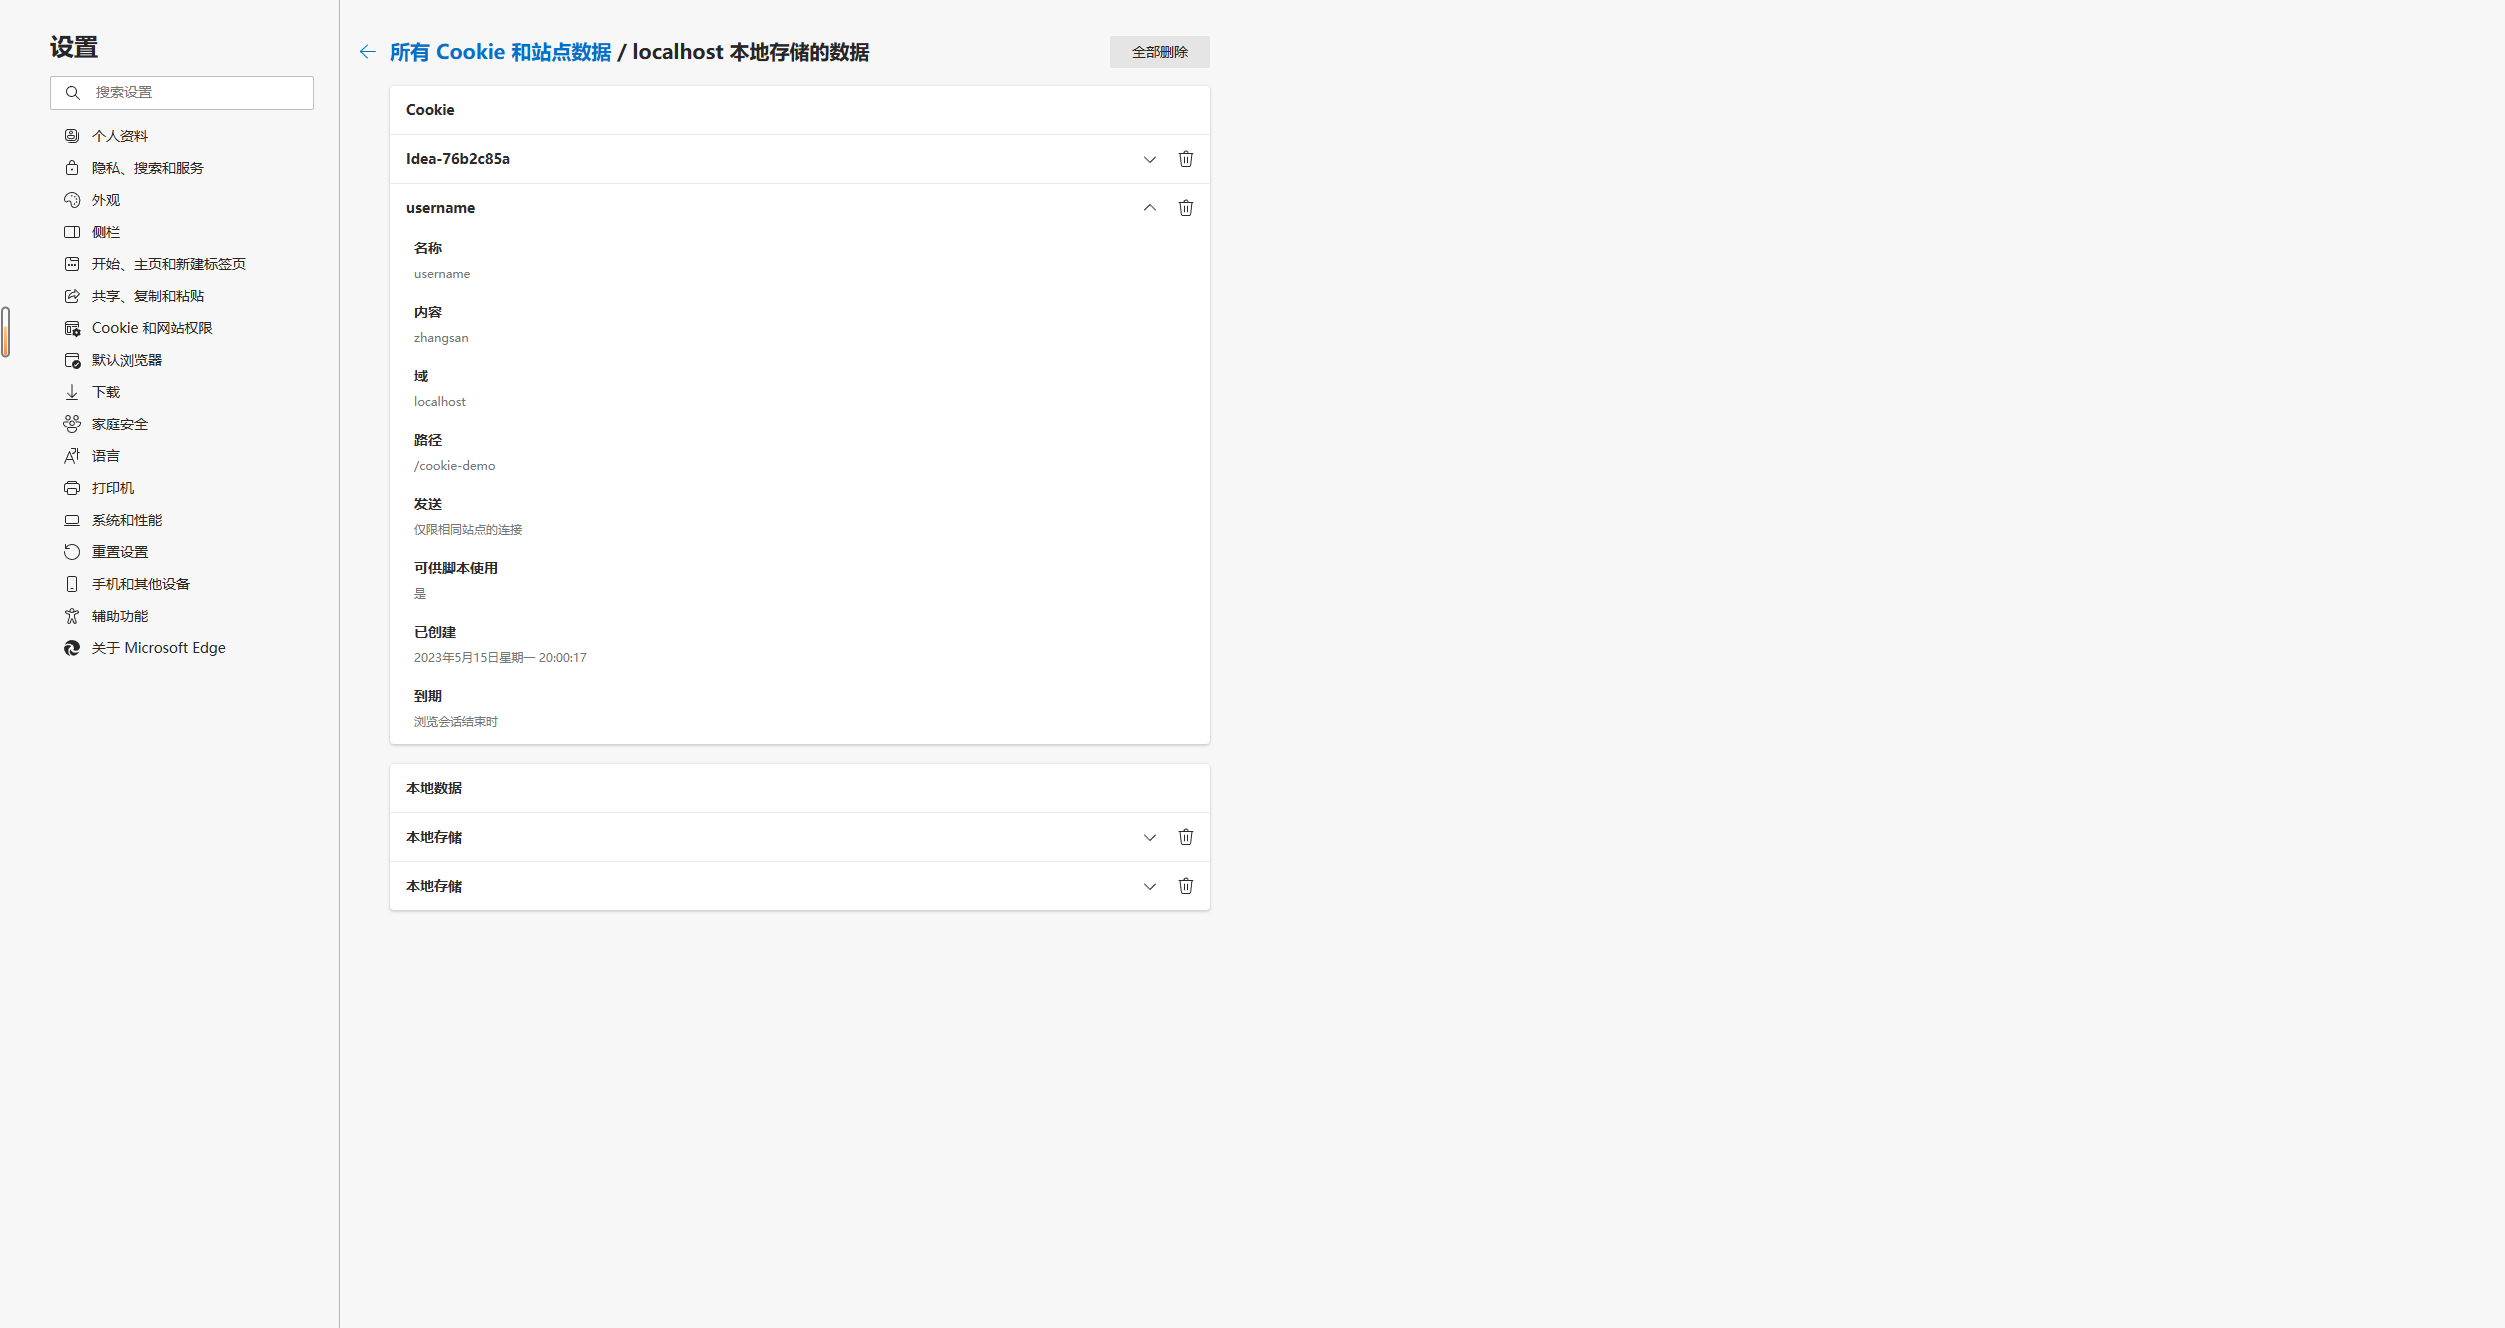 设置
搜索设置
个人资料
隐私、搜索和服务
外观
侧栏
开始、主页和新建标签页
共享、复制和粘贴
Cookie 和网站权限
默认浏览器
下载
家庭安全
语言
打印机
系统和性能
重置设置
手机和其他设备
辅助功能
关于 Microsoft Edge
所有 Cookie 和站点数据 / localhost 本地存储的数据
全部删除
Cookie
Idea-76b2c85a
username
名称
username
内容
zhangsan
域
localhost
路径
/cookie-demo
发送
仅限相同站点的连接
可供脚本使用
是
已创建
2023年5月15日星期一 20:00:17
到期
浏览会话结束时
本地数据
本地存储
本地存储